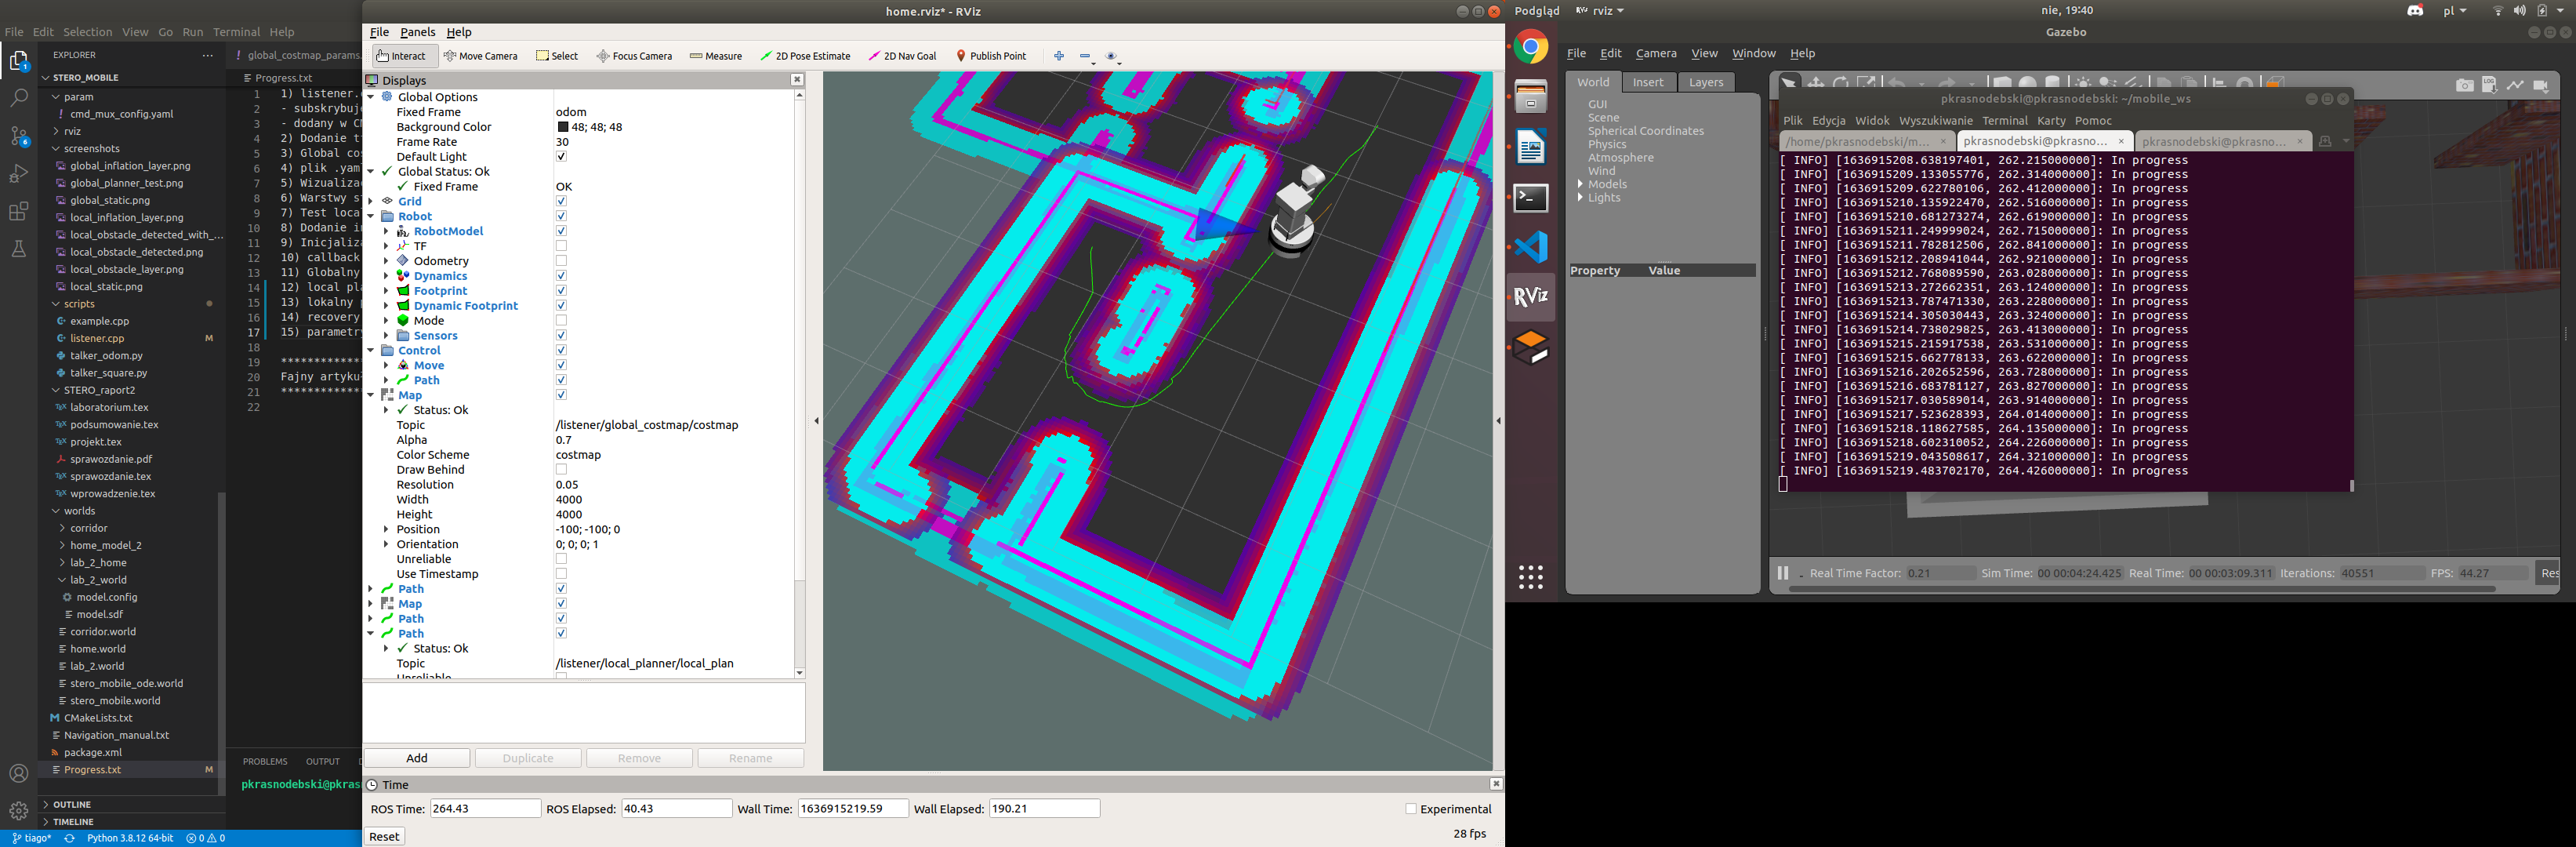 File Edit Selection View Go Run Terminal Help
EXPLORER
STERO_MOBILE
param
cmd_mux_config.yaml
rviz
screenshots
global_inflation_layer.png
global_planner_test.png
global_static.png
local_inflation_layer.png
local_obstacle_detected_with_...
local_obstacle_detected.png
local_obstacle_layer.png
local_static.png
scripts
example.cpp
listener.cpp M
talker_odom.py
talker_square.py
STERO_raport2
laboratorium.tex
podsumowanie.tex
projekt.tex
sprawozdanie.pdf
sprawozdanie.tex
wprowadzenie.tex
worlds
corridor
home_model_2
lab_2_home
lab_2_world
model.config
model.sdf
corridor.world
home.world
lab_2.world
stero_mobile_ode.world
stero_mobile.world
CMakeLists.txt
Navigation_manual.txt
package.xml
Progress.txt M
OUTLINE
TIMELINE
tiago* Python 3.8.12 64-bit 0 0
global_costmap_params.
Progress.txt
1 1) listener.
2 - subskrybuj
3 - dodany w CM
4 2) Dodanie t
5 3) Global cos
6 4) plik .yaml
7 5) Wizualizac
8 6) Warstwy s
9 7) Test local
10 8) Dodanie in
11 9) Inicjaliza
12 10) callback
13 11) Globalny
14 12) local pla
15 13) lokalny
16 14) recovery
17 15) parametry
18
19 *************
20 Fajny artyku
21 *************
22
PROBLEMS OUTPUT
pkrasnodebski@pkras
home.rviz* - RViz
File Panels Help
Interact Move Camera Select Focus Camera Measure 2D Pose Estimate 2D Nav Goal Publish Point
Displays
Global Options
Fixed Frame odom
Background Color 48; 48; 48
Frame Rate 30
Default Light
Global Status: Ok
Fixed Frame OK
Grid
Robot
RobotModel
TF
Odometry
Dynamics
Footprint
Dynamic Footprint
Mode
Sensors
Control
Move
Path
Map
Status: Ok
Topic /listener/global_costmap/costmap
Alpha 0.7
Color Scheme costmap
Draw Behind
Resolution 0.05
Width 4000
Height 4000
Position -100; -100; 0
Orientation 0; 0; 0; 1
Unreliable
Use Timestamp
Path
Map
Path
Path
Status: Ok
Topic /listener/local_planner/local_plan
Unreliable
Add Duplicate Remove Rename
Time
ROS Time: 264.43 ROS Elapsed: 40.43 Wall Time: 1636915219.59 Wall Elapsed: 190.21 Experimental
Reset 28 fps
Podgląd rviz nie, 19:40 pl
RViz
Gazebo
File Edit Camera View Window Help
World Insert Layers
GUI
Scene
Spherical Coordinates
Physics
Atmosphere
Wind
Models
Lights
Property Value
pkrasnodebski@pkrasnodebski: ~/mobile_ws
Plik Edycja Widok Wyszukiwanie Terminal Karty Pomoc
/home/pkrasnodebski/m... pkrasnodebski@pkrasno... pkrasnodebski@pkrasno...
[ INFO] [1636915208.638197401, 262.215000000]: In progress
[ INFO] [1636915209.133055776, 262.314000000]: In progress
[ INFO] [1636915209.622780106, 262.412000000]: In progress
[ INFO] [1636915210.135922470, 262.516000000]: In progress
[ INFO] [1636915210.681273274, 262.619000000]: In progress
[ INFO] [1636915211.249999024, 262.715000000]: In progress
[ INFO] [1636915211.782812506, 262.841000000]: In progress
[ INFO] [1636915212.208941044, 262.921000000]: In progress
[ INFO] [1636915212.768089590, 263.028000000]: In progress
[ INFO] [1636915213.272662351, 263.124000000]: In progress
[ INFO] [1636915213.787471330, 263.228000000]: In progress
[ INFO] [1636915214.305030443, 263.324000000]: In progress
[ INFO] [1636915214.738029825, 263.413000000]: In progress
[ INFO] [1636915215.215917538, 263.531000000]: In progress
[ INFO] [1636915215.662778133, 263.622000000]: In progress
[ INFO] [1636915216.202652596, 263.728000000]: In progress
[ INFO] [1636915216.683781127, 263.827000000]: In progress
[ INFO] [1636915217.030589014, 263.914000000]: In progress
[ INFO] [1636915217.523628393, 264.014000000]: In progress
[ INFO] [1636915218.118627585, 264.135000000]: In progress
[ INFO] [1636915218.602310052, 264.226000000]: In progress
[ INFO] [1636915219.043508617, 264.321000000]: In progress
[ INFO] [1636915219.483702170, 264.426000000]: In progress
Real Time Factor: 0.21 Sim Time: 00 00:04:24.425 Real Time: 00 00:03:09.311 Iterations: 40551 FPS: 44.27 Res